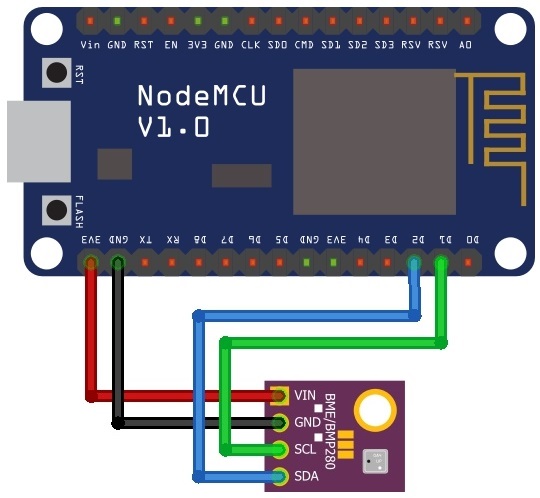 Vin GND RST EN 3V3 GND CLK SD0 CMD SD1 SD2 SD3 RSV RSV A0
RST
NodeMCU
V1.0
FLASH
3V3 GND TX RX D8 D7 D6 D5 GND 3V3 D4 D3 D2 D1 D0
VIN
GND
SCL
SDA
BME/BMP280